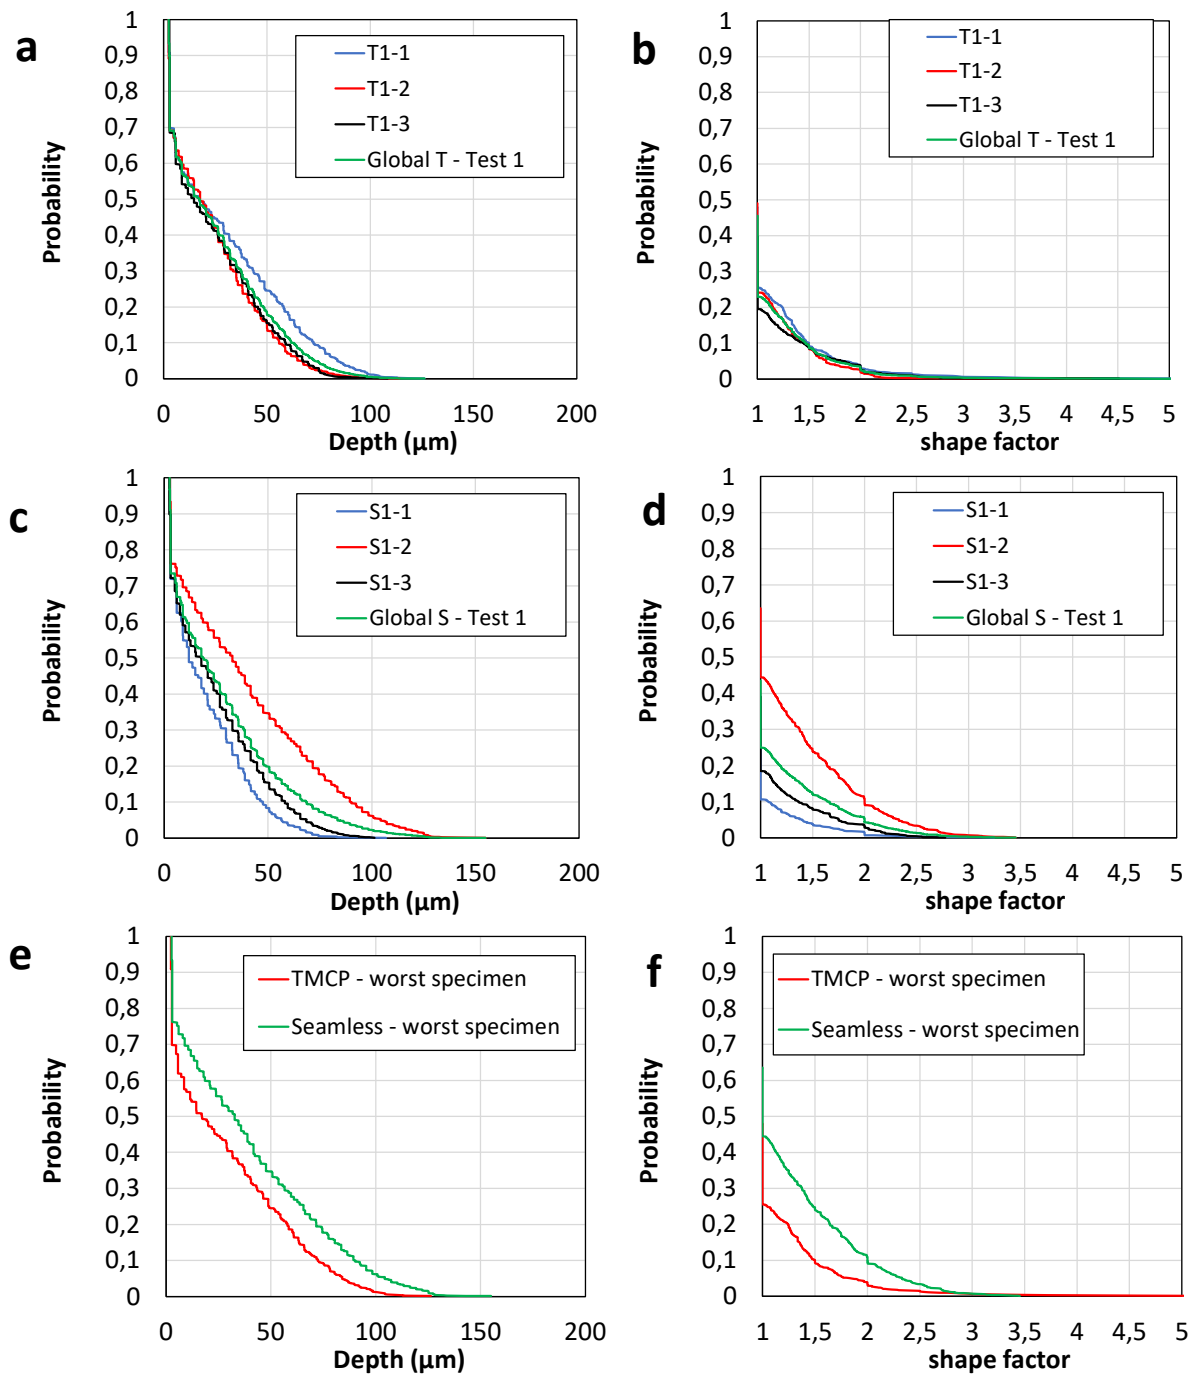 a
Probability
1
0,9
0,8
0,7
0,6
0,5
0,4
0,3
0,2
0,1
0
T1-1
T1-2
T1-3
Global T - Test 1
0 50 100 150 200
Depth (µm)
b
Probability
1
0,9
0,8
0,7
0,6
0,5
0,4
0,3
0,2
0,1
0
T1-1
T1-2
T1-3
Global T - Test 1
1 1,5 2 2,5 3 3,5 4 4,5 5
shape factor
c
Probability
1
0,9
0,8
0,7
0,6
0,5
0,4
0,3
0,2
0,1
0
S1-1
S1-2
S1-3
Global S - Test 1
0 50 100 150 200
Depth (µm)
d
Probability
1
0,9
0,8
0,7
0,6
0,5
0,4
0,3
0,2
0,1
0
S1-1
S1-2
S1-3
Global S - Test 1
1 1,5 2 2,5 3 3,5 4 4,5 5
shape factor
e
Probability
1
0,9
0,8
0,7
0,6
0,5
0,4
0,3
0,2
0,1
0
TMCP - worst specimen
Seamless - worst specimen
0 50 100 150 200
Depth (µm)
f
Probability
1
0,9
0,8
0,7
0,6
0,5
0,4
0,3
0,2
0,1
0
TMCP - worst specimen
Seamless - worst specimen
1 1,5 2 2,5 3 3,5 4 4,5 5
shape factor